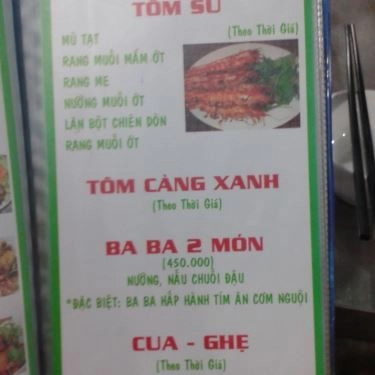 TÔM SÚ
(Theo Thời Giá)
MÙ TẠT
RANG MUỐI MẮM ỚT
RANG ME
NƯỚNG MUỐI ỚT
LĂN BỘT CHIÊN DÒN
RANG MUỐI ỚT
TÔM CÀNG XANH
(Theo Thời Giá)
BA BA 2 MÓN
(450.000)
NƯỚNG, NẤU CHUỐI ĐẬU
*ĐẶC BIỆT: BA BA HẤP HÀNH TÍM ĂN CƠM NGUỘI
CUA - GHẸ
(Theo Thời Giá)